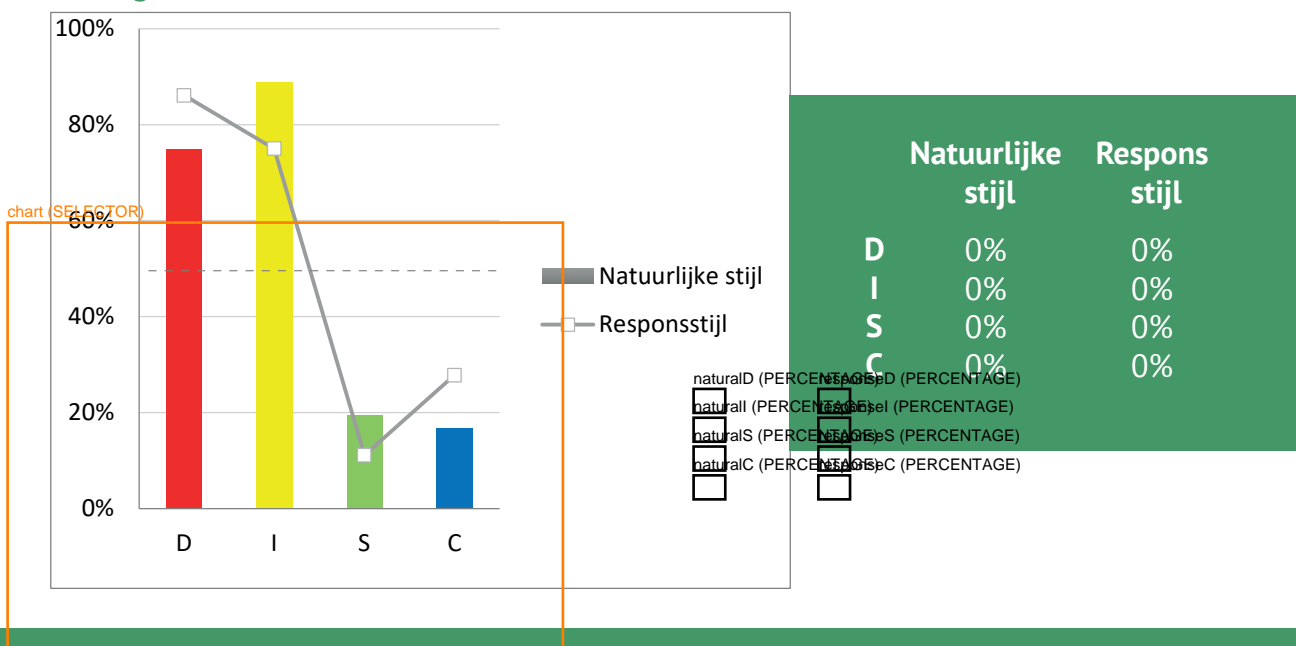 100%
80%
60%
40%
20%
0%
D I S C
chart (SELECTOR)
Natuurlijke stijl
Responsstijl
Natuurlijke stijl Respons stijl
D 0% 0%
I 0% 0%
S 0% 0%
C 0% 0%
naturalD (PERCENTAGE) responseD (PERCENTAGE)
naturalI (PERCENTAGE) responseI (PERCENTAGE)
naturalS (PERCENTAGE) responseS (PERCENTAGE)
naturalC (PERCENTAGE) responseC (PERCENTAGE)